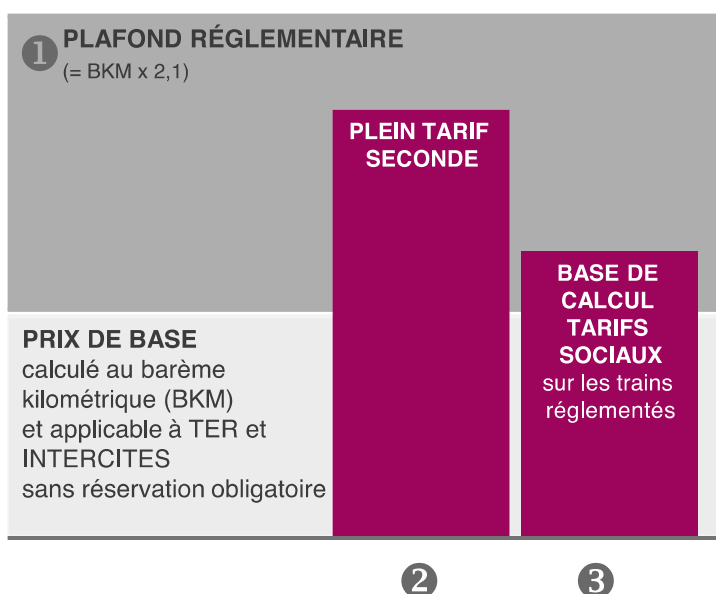 ❶ PLAFOND RÉGLEMENTAIRE
(= BKM x 2,1)
PLEIN TARIF
SECONDE
BASE DE
CALCUL
TARIFS
SOCIAUX
sur les trains
réglementés
PRIX DE BASE
calculé au barème
kilométrique (BKM)
et applicable à TER et
INTERCITES
sans réservation obligatoire
❷
❸